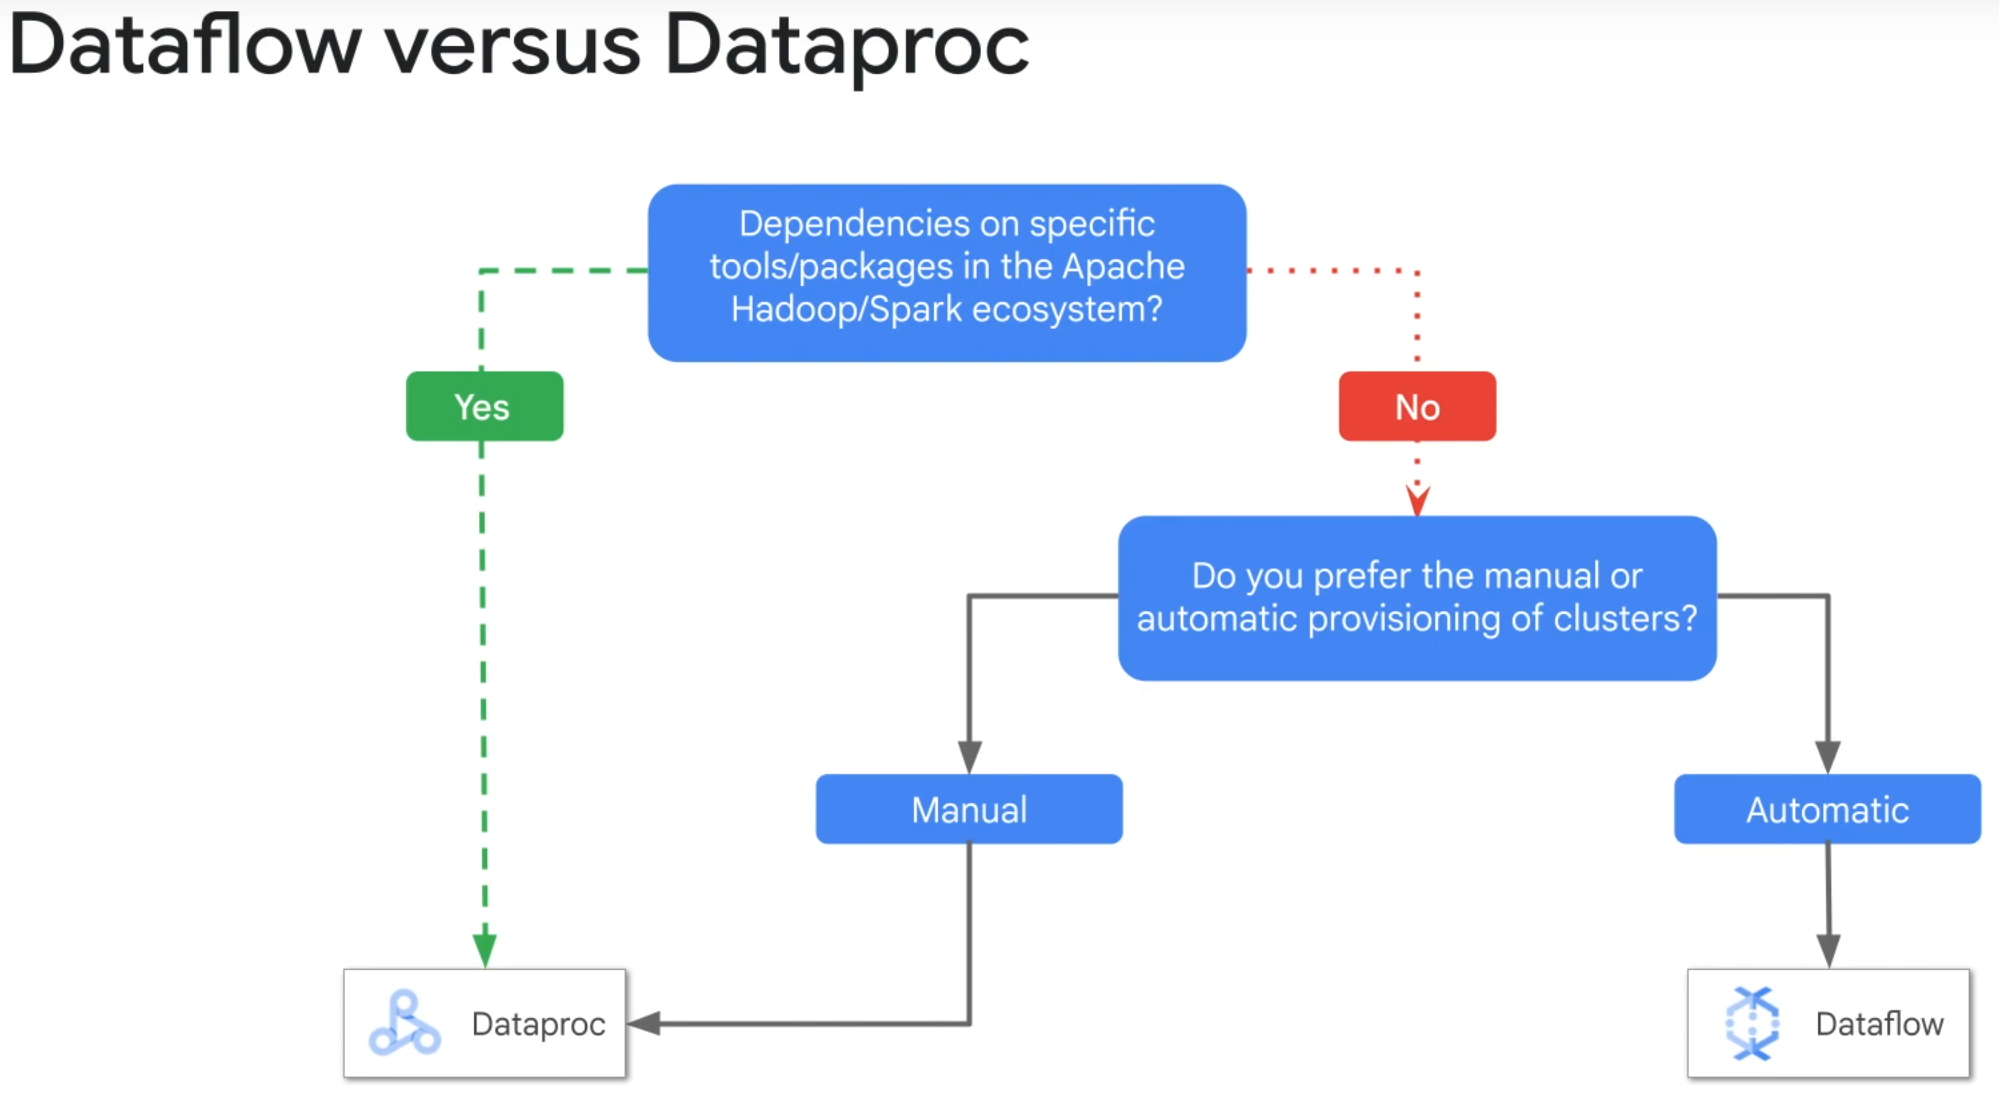 Dataflow versus Dataproc
Dependencies on specific
tools/packages in the Apache
Hadoop/Spark ecosystem?
Yes
No
Do you prefer the manual or
automatic provisioning of clusters?
Manual
Automatic
Dataproc
Dataflow